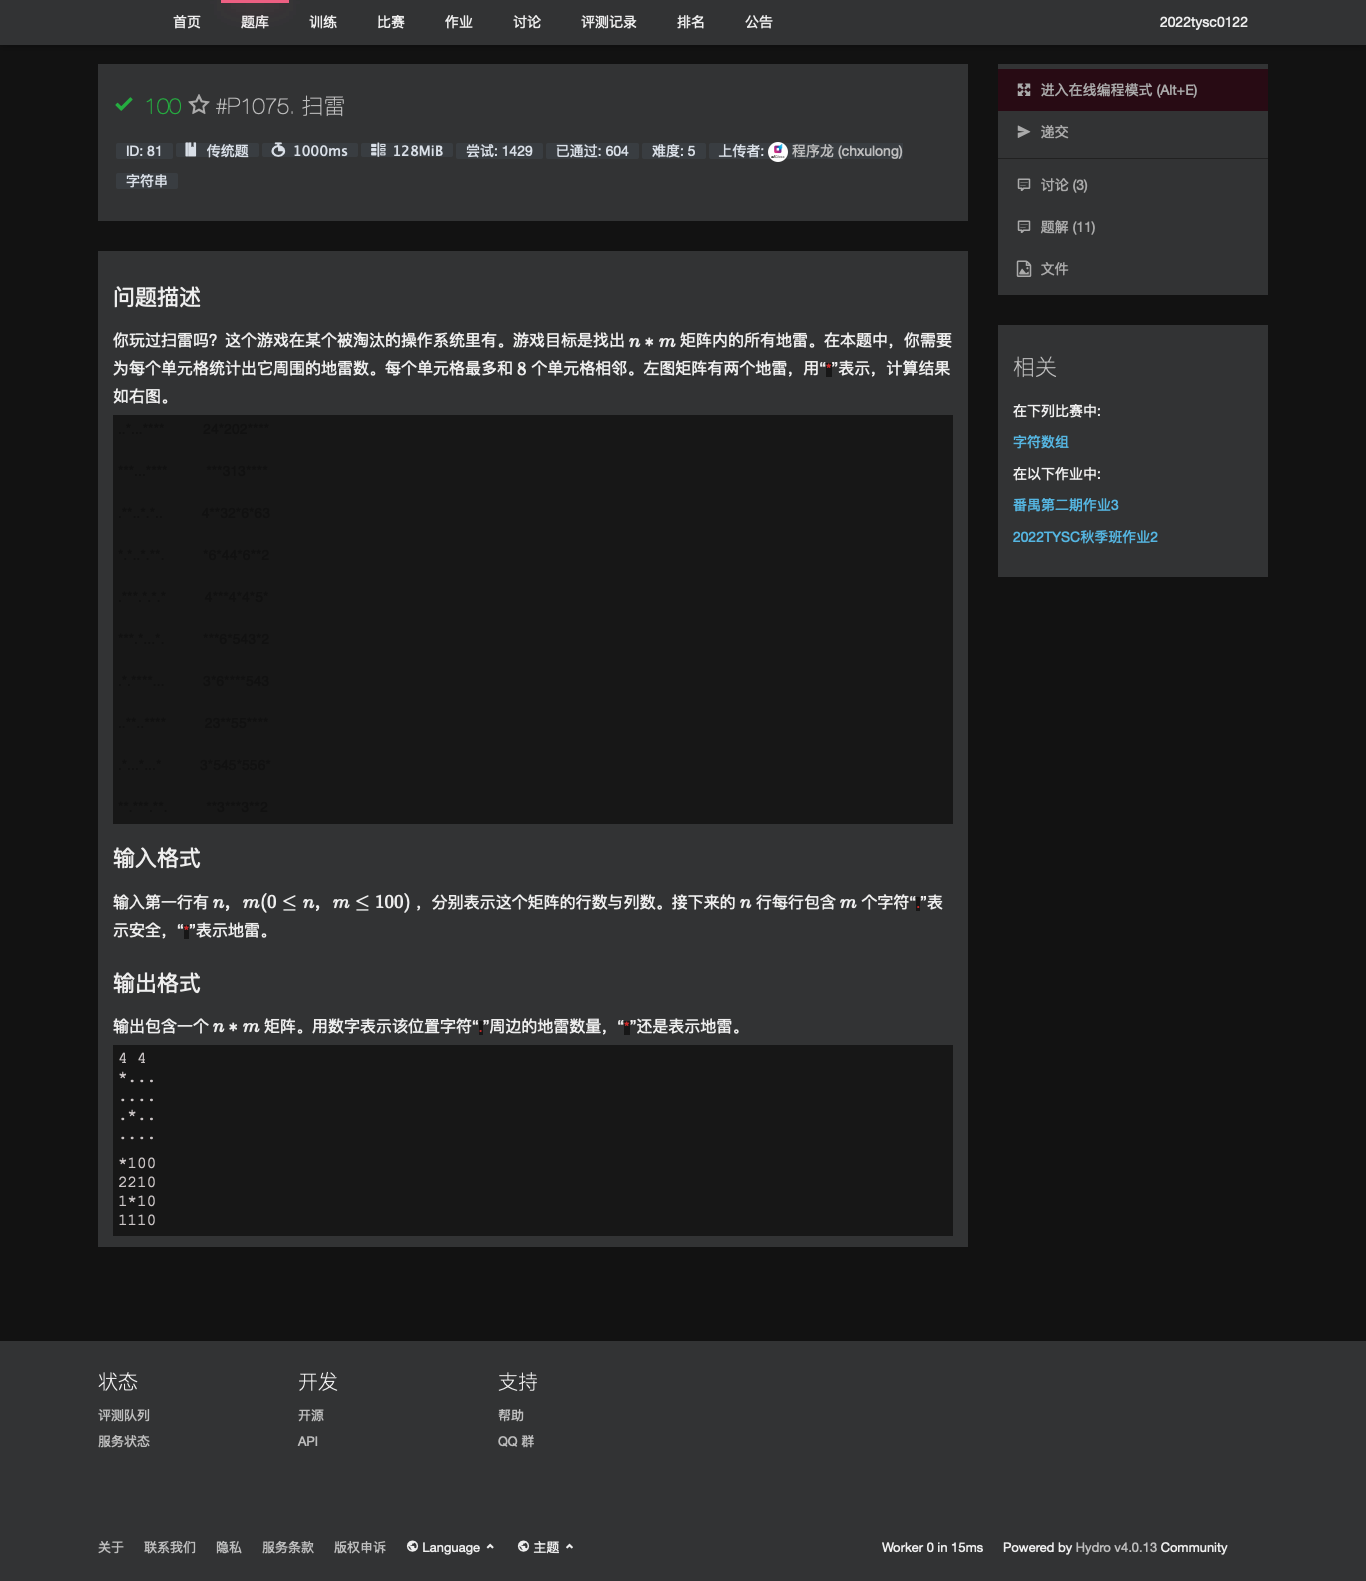 首页 题库 训练 比赛 作业 讨论 评测记录 排名 公告 2022tysc0122
100 #P1075. 扫雷
ID: 81 传统题 1000ms 128MiB 尝试: 1429 已通过: 604 难度: 5 上传者: 程序龙 (chxulong)
字符串
问题描述
你玩过扫雷吗？这个游戏在某个被淘汰的操作系统里有。游戏目标是找出 n * m 矩阵内的所有地雷。在本题中，你需要
为每个单元格统计出它周围的地雷数。每个单元格最多和 8 个单元格相邻。左图矩阵有两个地雷，用“*”表示，计算结果
如右图。
输入格式
输入第一行有 n，m(0 ≤ n，m ≤ 100) ，分别表示这个矩阵的行数与列数。接下来的 n 行每行包含 m 个字符“.”表
示安全，“*”表示地雷。
输出格式
输出包含一个 n * m 矩阵。用数字表示该位置字符“.”周边的地雷数量，“*”还是表示地雷。
4 4
*...
....
.*..
....
*100
2210
1*10
1110
进入在线编程模式 (Alt+E)
递交
讨论 (3)
题解 (11)
文件
相关
在下列比赛中:
字符数组
在以下作业中:
番禺第二期作业3
2022TYSC秋季班作业2
状态 开发 支持
评测队列 开源 帮助
服务状态 API QQ 群
关于 联系我们 隐私 服务条款 版权申诉 Language 主题 Worker 0 in 15ms Powered by Hydro v4.0.13 Community